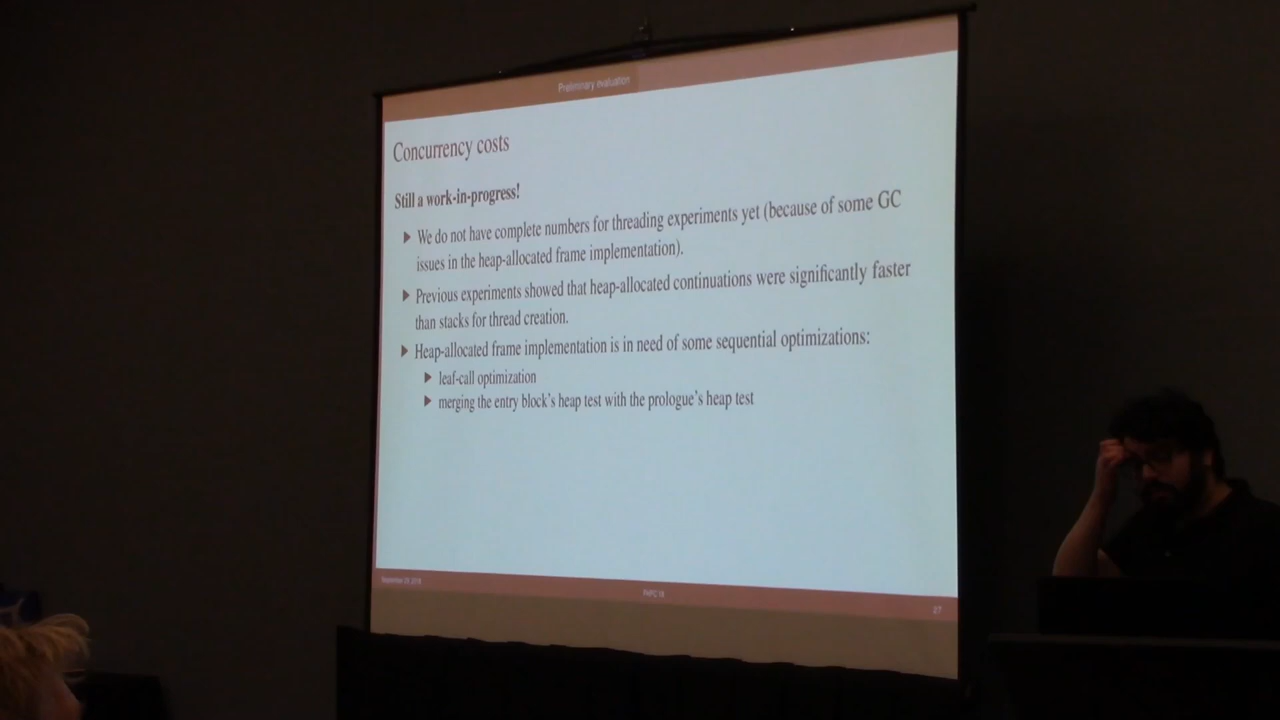 Preliminary evaluation
Concurrency costs
Still a work-in-progress!
We do not have complete numbers for threading experiments yet (because of some GC
issues in the heap-allocated frame implementation).
Previous experiments showed that heap-allocated continuations were significantly faster
than stacks for thread creation.
Heap-allocated frame implementation is in need of some sequential optimizations:
leaf-call optimization
merging the entry block's heap test with the prologue's heap test
27